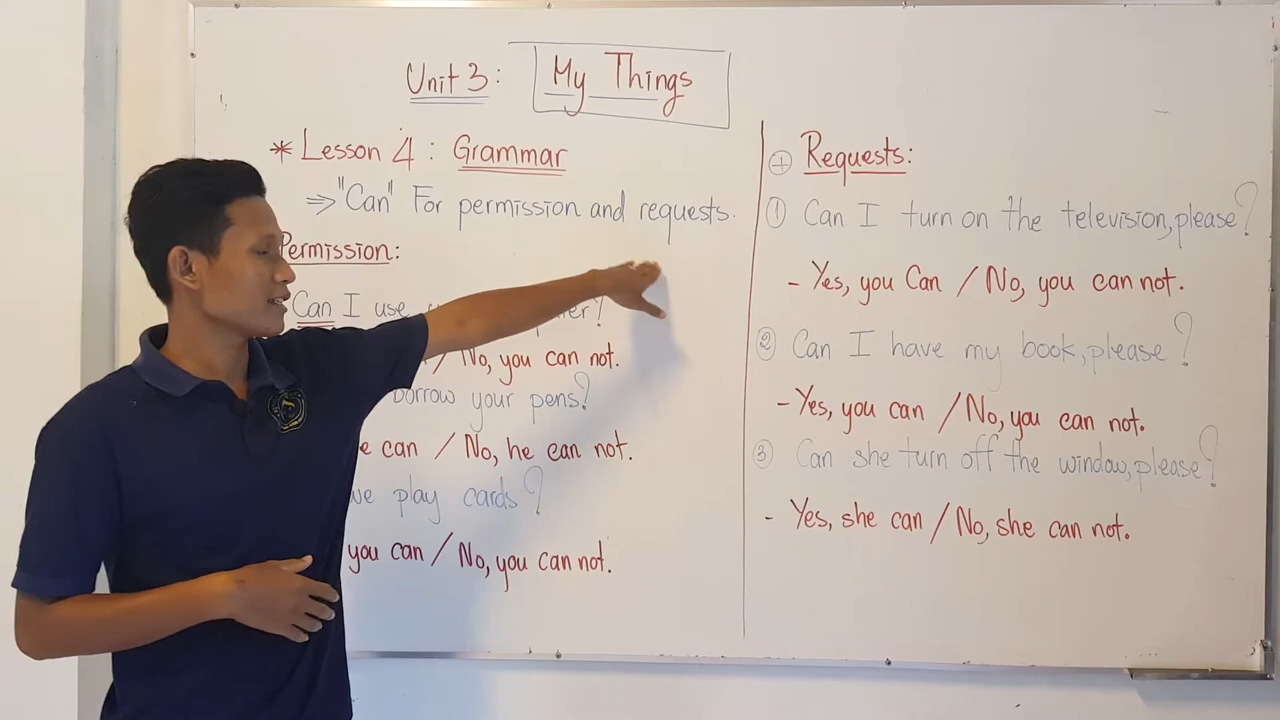 Unit 3: My Things
* Lesson 4 : Grammar
⇒ "Can" For permission and requests.
Permission:
Can I use
No, you can not.
borrow your pens?
can / No, he can not.
play cards?
you can / No, you can not.
+ Requests:
① Can I turn on the television, please?
- Yes, you Can / No, you can not.
② Can I have my book, please?
- Yes, you can / No, you can not.
③ Can she turn off the window, please?
- Yes, she can / No, she can not.